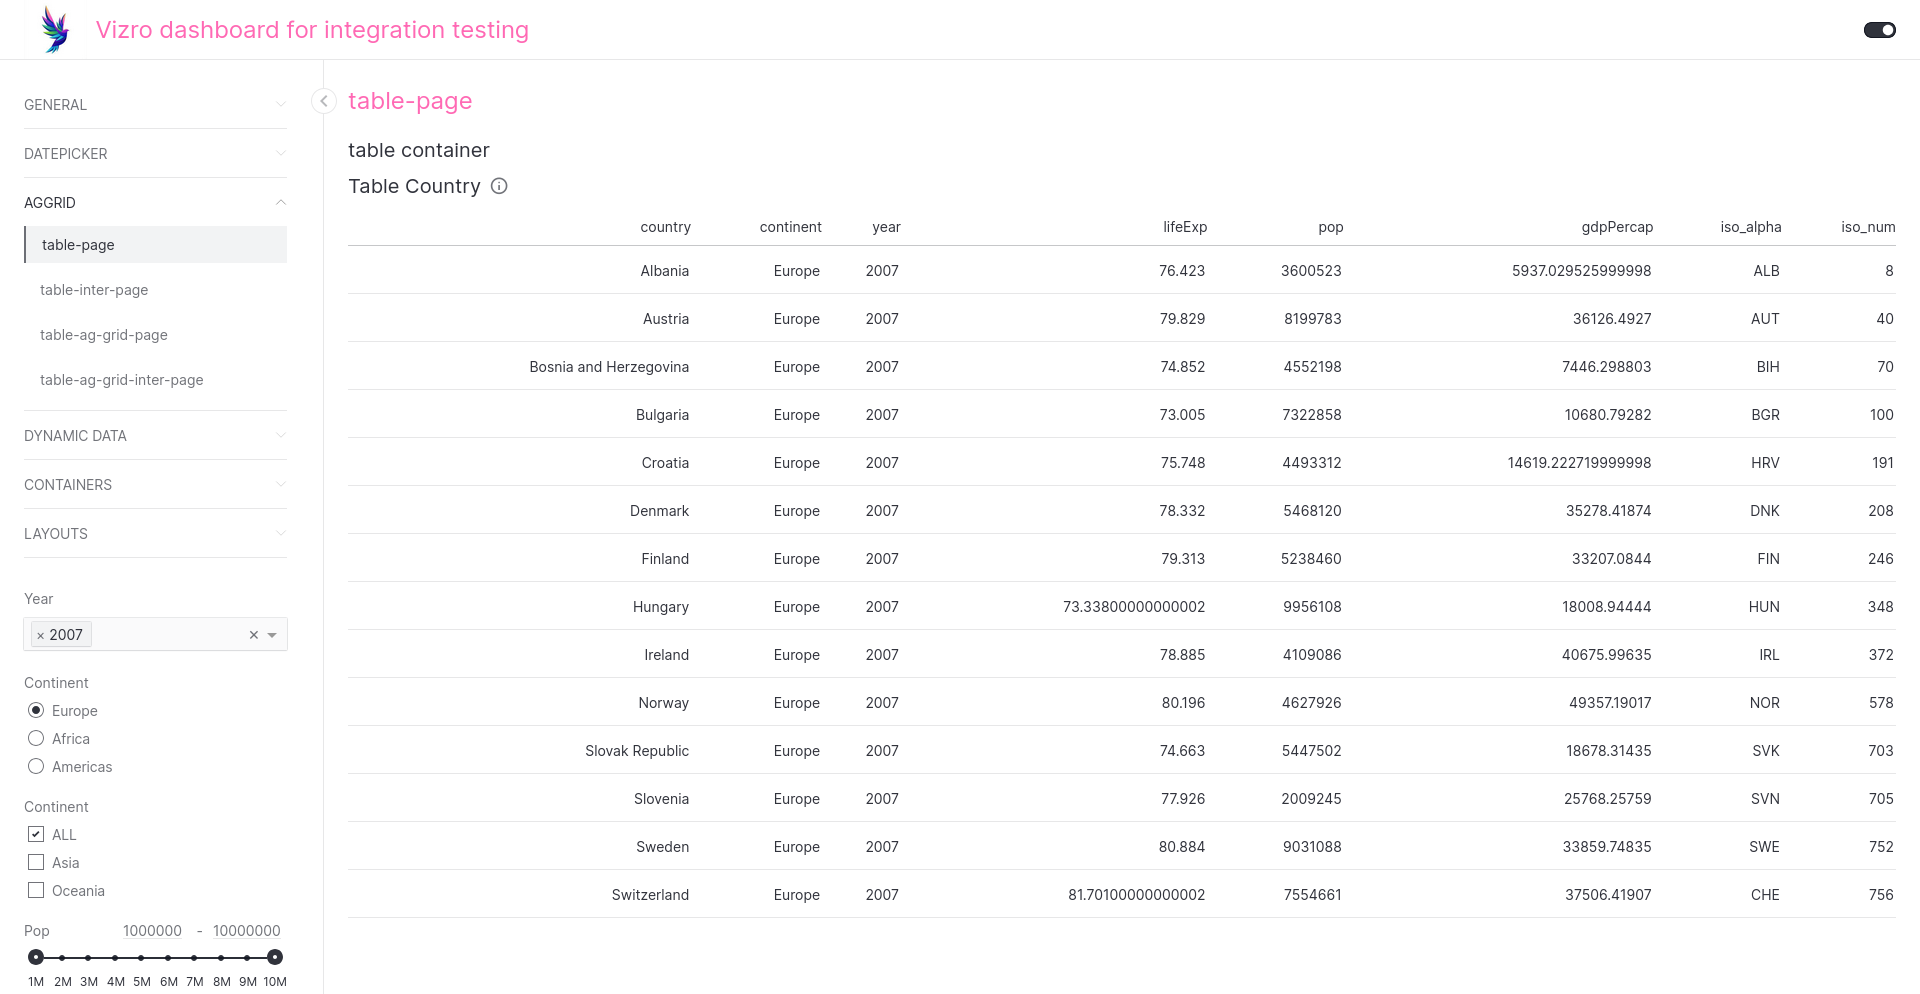 Vizro dashboard for integration testing
GENERAL
DATEPICKER
AGGRID
table-page
table-inter-page
table-ag-grid-page
table-ag-grid-inter-page
DYNAMIC DATA
CONTAINERS
LAYOUTS
Year
× 2007 ×
Continent
Europe
Africa
Americas
Continent
ALL
Asia
Oceania
Pop 1000000 - 10000000
1M 2M 3M 4M 5M 6M 7M 8M 9M 10M
table-page
table container
Table Country
country continent year lifeExp pop gdpPercap iso_alpha iso_num
Albania Europe 2007 76.423 3600523 5937.029525999998 ALB 8
Austria Europe 2007 79.829 8199783 36126.4927 AUT 40
Bosnia and Herzegovina Europe 2007 74.852 4552198 7446.298803 BIH 70
Bulgaria Europe 2007 73.005 7322858 10680.79282 BGR 100
Croatia Europe 2007 75.748 4493312 14619.222719999998 HRV 191
Denmark Europe 2007 78.332 5468120 35278.41874 DNK 208
Finland Europe 2007 79.313 5238460 33207.0844 FIN 246
Hungary Europe 2007 73.33800000000002 9956108 18008.94444 HUN 348
Ireland Europe 2007 78.885 4109086 40675.99635 IRL 372
Norway Europe 2007 80.196 4627926 49357.19017 NOR 578
Slovak Republic Europe 2007 74.663 5447502 18678.31435 SVK 703
Slovenia Europe 2007 77.926 2009245 25768.25759 SVN 705
Sweden Europe 2007 80.884 9031088 33859.74835 SWE 752
Switzerland Europe 2007 81.70100000000002 7554661 37506.41907 CHE 756